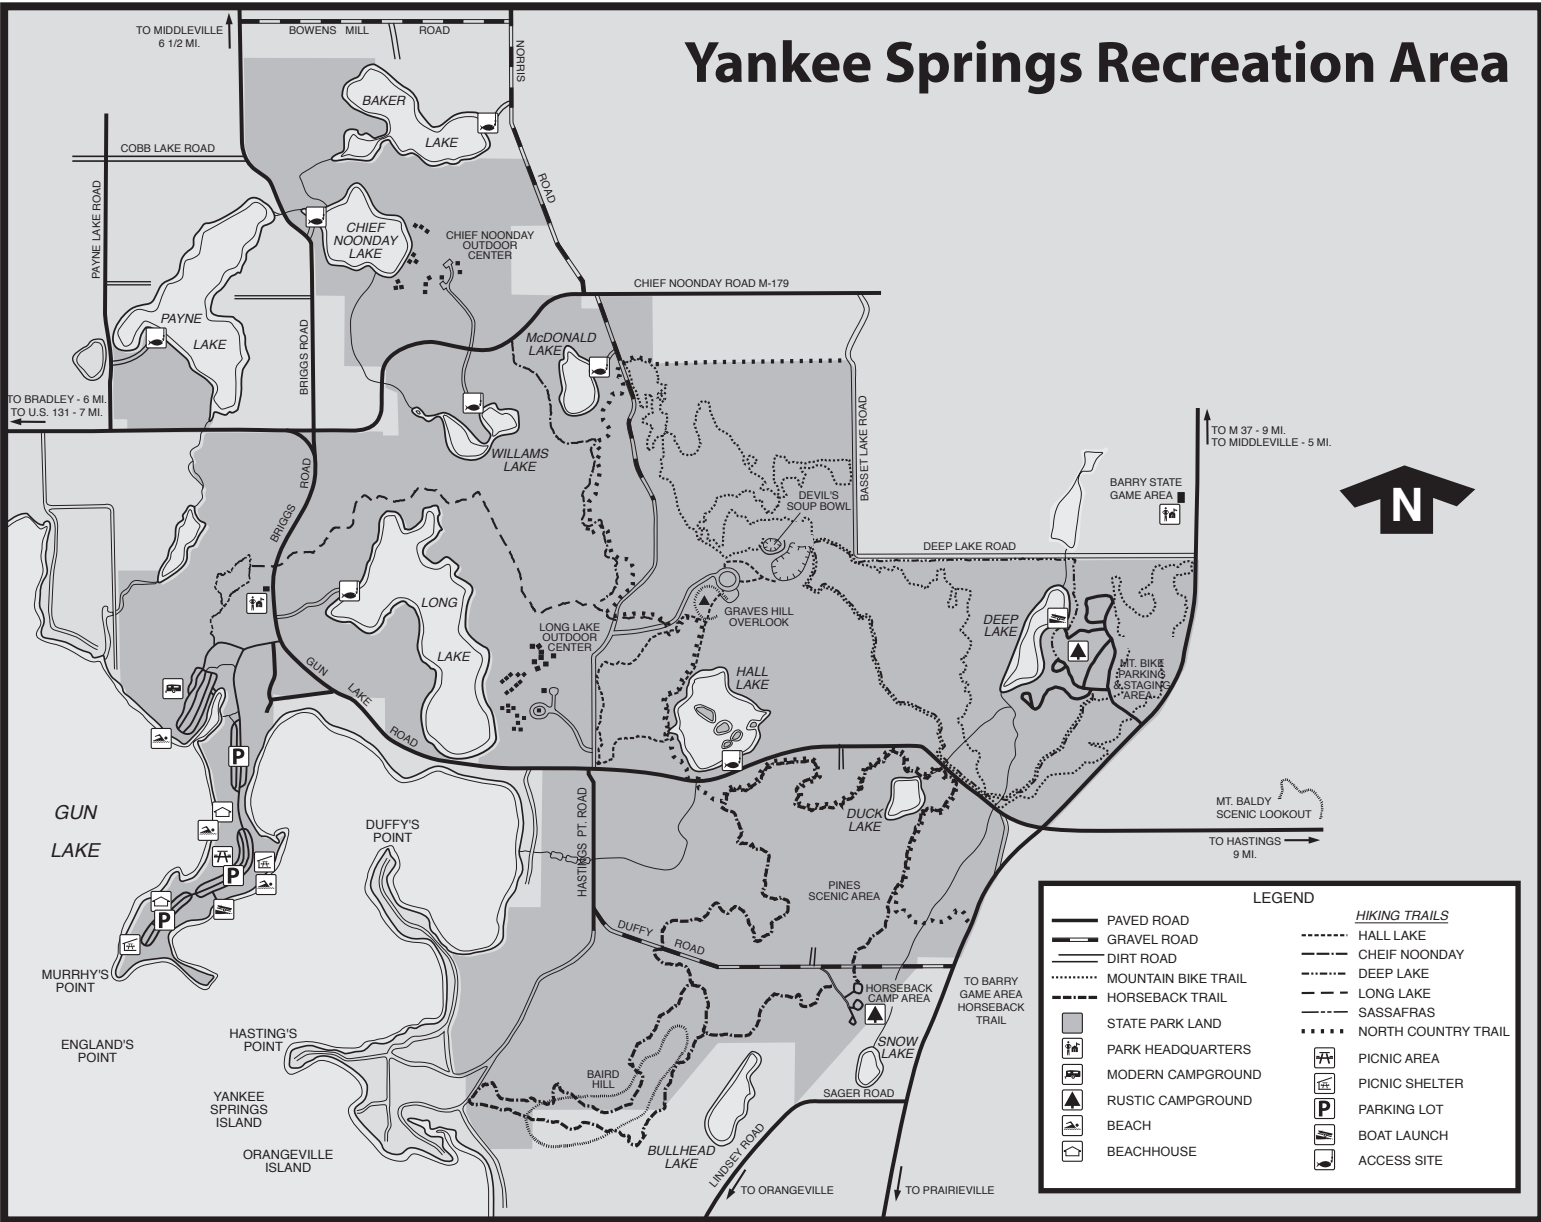 Yankee Springs Recreation Area
TO MIDDLEVILLE
6 1/2 MI.
BOWENS MILL ROAD
NORRIS
ROAD
BAKER
LAKE
COBB LAKE ROAD
PAYNE LAKE ROAD
CHIEF
NOONDAY
LAKE
CHIEF NOONDAY
OUTDOOR
CENTER
CHIEF NOONDAY ROAD M-179
PAYNE
LAKE
BRIGGS ROAD
McDONALD
LAKE
TO BRADLEY - 6 MI.
TO U.S. 131 - 7 MI.
WILLAMS
LAKE
BASSET LAKE ROAD
TO M 37 - 9 MI.
TO MIDDLEVILLE - 5 MI.
BARRY STATE
GAME AREA
N
BRIGGS
ROAD
DEVIL'S
SOUP BOWL
DEEP LAKE ROAD
LONG
LAKE
LONG LAKE
OUTDOOR
CENTER
GRAVES HILL
OVERLOOK
DEEP
LAKE
MT. BIKE
PARKING
& STAGING
AREA
HALL
LAKE
GUN
LAKE
ROAD
P
GUN
LAKE
DUFFY'S
POINT
HASTINGS PT. ROAD
DUCK
LAKE
MT. BALDY
SCENIC LOOKOUT
TO HASTINGS
9 MI.
P
P
PINES
SCENIC AREA
DUFFY
ROAD
MURRHY'S
POINT
HORSEBACK
CAMP AREA
TO BARRY
GAME AREA
HORSEBACK
TRAIL
ENGLAND'S
POINT
HASTING'S
POINT
SNOW
LAKE
BAIRD
HILL
SAGER ROAD
YANKEE
SPRINGS
ISLAND
ORANGEVILLE
ISLAND
BULLHEAD
LAKE
LINDSEY ROAD
TO ORANGEVILLE
TO PRAIRIEVILLE
LEGEND
PAVED ROAD
GRAVEL ROAD
DIRT ROAD
MOUNTAIN BIKE TRAIL
HORSEBACK TRAIL
STATE PARK LAND
PARK HEADQUARTERS
MODERN CAMPGROUND
RUSTIC CAMPGROUND
BEACH
BEACHHOUSE
HIKING TRAILS
HALL LAKE
CHEIF NOONDAY
DEEP LAKE
LONG LAKE
SASSAFRAS
NORTH COUNTRY TRAIL
PICNIC AREA
PICNIC SHELTER
P PARKING LOT
BOAT LAUNCH
ACCESS SITE